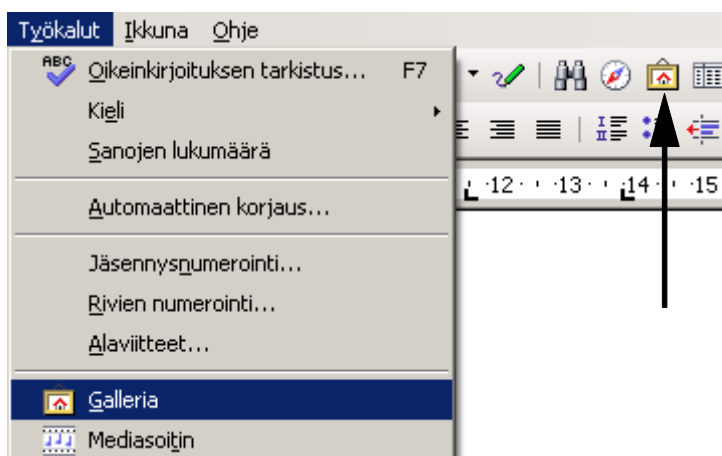 Työkalut Ikkuna Ohje
ABC Oikeinkirjoituksen tarkistus... F7
Kieli
Sanojen lukumäärä
·12· · ·13· · ·14· · ·15
Automaattinen korjaus...
Jäsennysnumerointi...
Rivien numerointi...
Alaviitteet...
Galleria
Mediasoitin